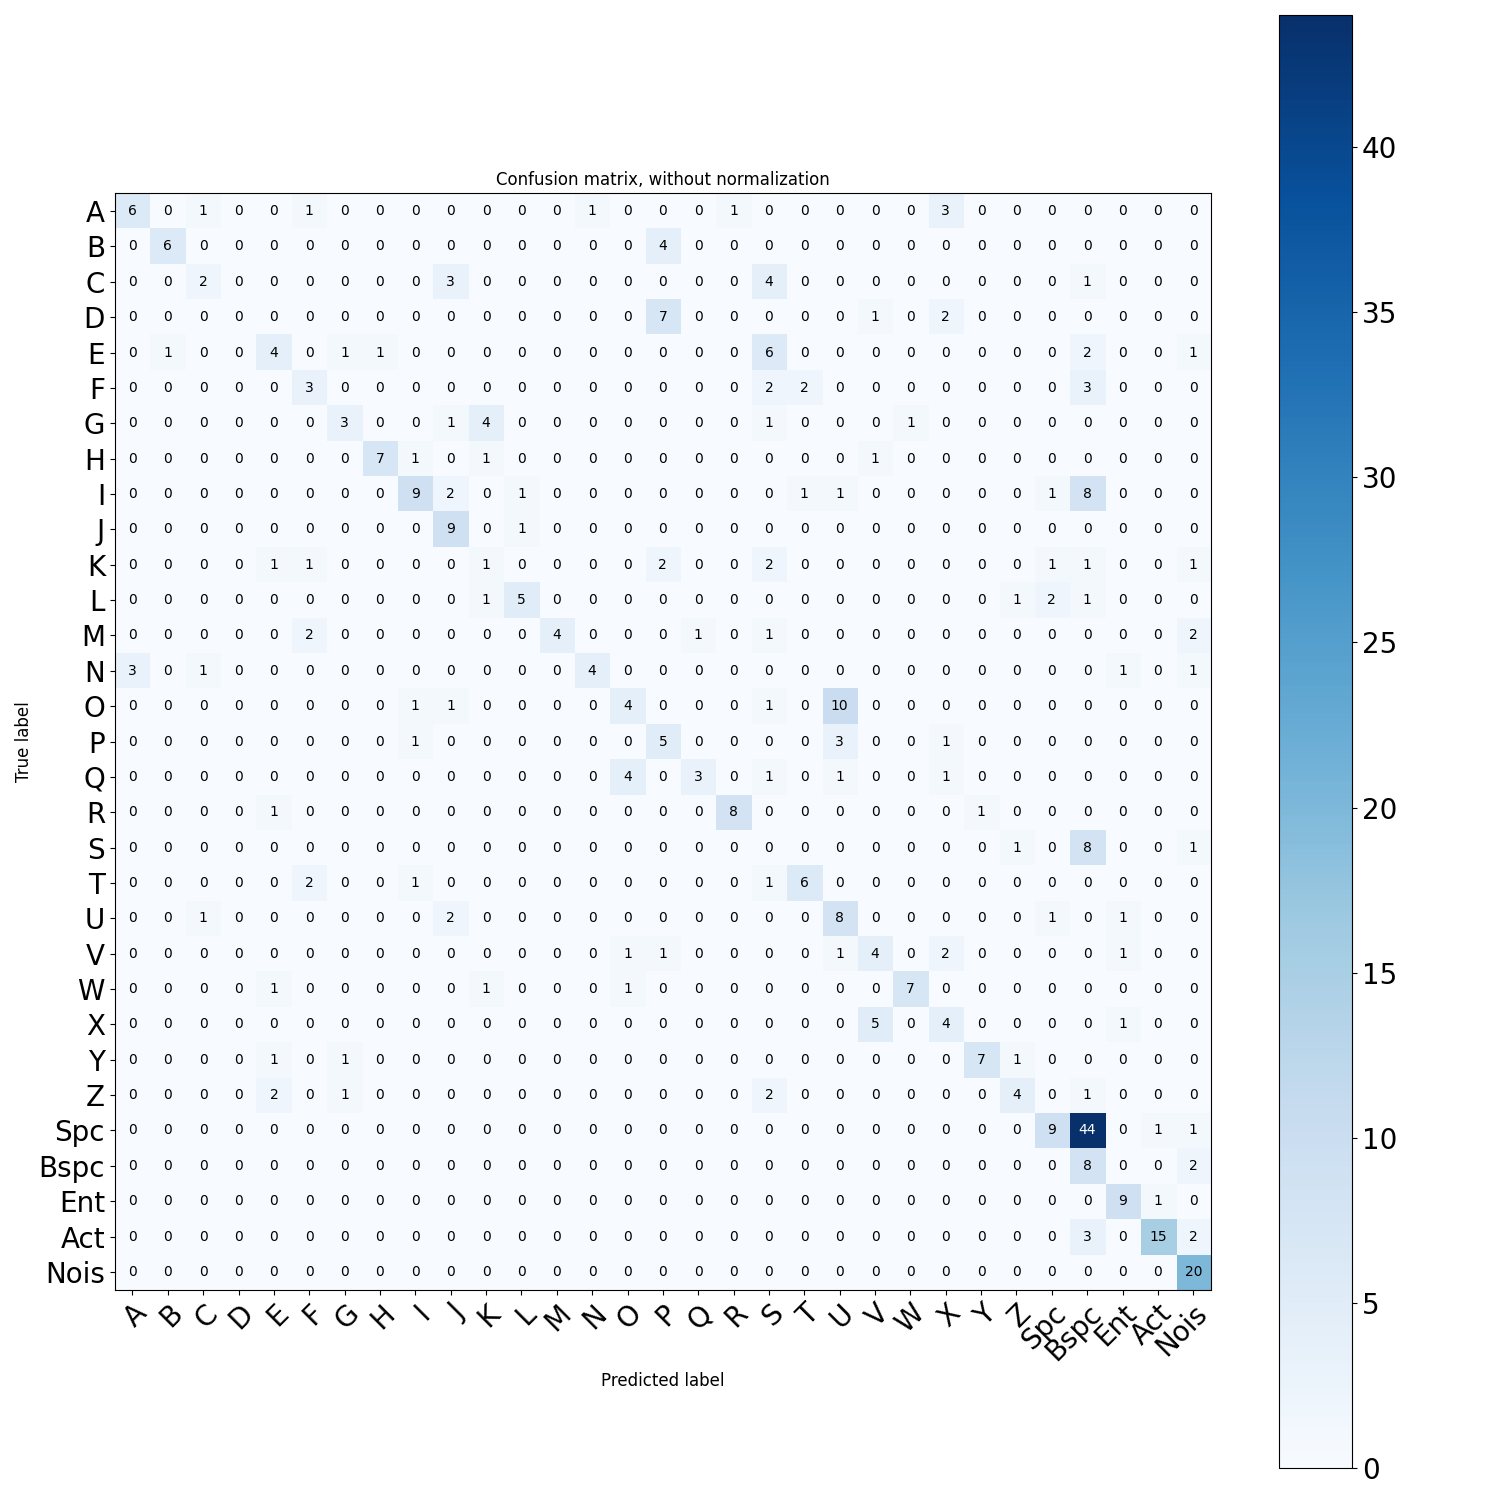 Confusion matrix, without normalization
A 6 0 1 0 0 1 0 0 0 0 0 0 0 1 0 0 0 1 0 0 0 0 0 3 0 0 0 0 0 0 0
B 0 6 0 0 0 0 0 0 0 0 0 0 0 0 0 4 0 0 0 0 0 0 0 0 0 0 0 0 0 0 0
C 0 0 2 0 0 0 0 0 0 3 0 0 0 0 0 0 0 0 4 0 0 0 0 0 0 0 0 1 0 0 0
D 0 0 0 0 0 0 0 0 0 0 0 0 0 0 0 7 0 0 0 0 0 1 0 2 0 0 0 0 0 0 0
E 0 1 0 0 4 0 1 1 0 0 0 0 0 0 0 0 0 0 6 0 0 0 0 0 0 0 0 2 0 0 1
F 0 0 0 0 0 3 0 0 0 0 0 0 0 0 0 0 0 0 2 2 0 0 0 0 0 0 0 3 0 0 0
G 0 0 0 0 0 0 3 0 0 1 4 0 0 0 0 0 0 0 1 0 0 0 1 0 0 0 0 0 0 0 0
H 0 0 0 0 0 0 0 7 1 0 1 0 0 0 0 0 0 0 0 0 0 1 0 0 0 0 0 0 0 0 0
I 0 0 0 0 0 0 0 0 9 2 0 1 0 0 0 0 0 0 0 1 1 0 0 0 0 0 1 8 0 0 0
J 0 0 0 0 0 0 0 0 0 9 0 1 0 0 0 0 0 0 0 0 0 0 0 0 0 0 0 0 0 0 0
K 0 0 0 0 1 1 0 0 0 0 1 0 0 0 0 2 0 0 2 0 0 0 0 0 0 0 1 1 0 0 1
L 0 0 0 0 0 0 0 0 0 0 1 5 0 0 0 0 0 0 0 0 0 0 0 0 0 1 2 1 0 0 0
M 0 0 0 0 0 2 0 0 0 0 0 0 4 0 0 0 1 0 1 0 0 0 0 0 0 0 0 0 0 0 2
N 3 0 1 0 0 0 0 0 0 0 0 0 0 4 0 0 0 0 0 0 0 0 0 0 0 0 0 0 1 0 1
O 0 0 0 0 0 0 0 0 1 1 0 0 0 0 4 0 0 0 1 0 10 0 0 0 0 0 0 0 0 0 0
P 0 0 0 0 0 0 0 0 1 0 0 0 0 0 0 5 0 0 0 0 3 0 0 1 0 0 0 0 0 0 0
Q 0 0 0 0 0 0 0 0 0 0 0 0 0 0 4 0 3 0 1 0 1 0 0 1 0 0 0 0 0 0 0
R 0 0 0 0 1 0 0 0 0 0 0 0 0 0 0 0 0 8 0 0 0 0 0 0 1 0 0 0 0 0 0
S 0 0 0 0 0 0 0 0 0 0 0 0 0 0 0 0 0 0 0 0 0 0 0 0 0 1 0 8 0 0 1
T 0 0 0 0 0 2 0 0 1 0 0 0 0 0 0 0 0 0 1 6 0 0 0 0 0 0 0 0 0 0 0
U 0 0 1 0 0 0 0 0 0 2 0 0 0 0 0 0 0 0 0 0 8 0 0 0 0 0 1 0 1 0 0
V 0 0 0 0 0 0 0 0 0 0 0 0 0 0 1 1 0 0 0 0 1 4 0 2 0 0 0 0 1 0 0
W 0 0 0 0 1 0 0 0 0 0 1 0 0 0 1 0 0 0 0 0 0 0 7 0 0 0 0 0 0 0 0
X 0 0 0 0 0 0 0 0 0 0 0 0 0 0 0 0 0 0 0 0 0 5 0 4 0 0 0 0 1 0 0
Y 0 0 0 0 1 0 1 0 0 0 0 0 0 0 0 0 0 0 0 0 0 0 0 0 7 1 0 0 0 0 0
Z 0 0 0 0 2 0 1 0 0 0 0 0 0 0 0 0 0 0 2 0 0 0 0 0 0 4 0 1 0 0 0
Spc 0 0 0 0 0 0 0 0 0 0 0 0 0 0 0 0 0 0 0 0 0 0 0 0 0 0 9 44 0 1 1
Bspc 0 0 0 0 0 0 0 0 0 0 0 0 0 0 0 0 0 0 0 0 0 0 0 0 0 0 0 8 0 0 2
Ent 0 0 0 0 0 0 0 0 0 0 0 0 0 0 0 0 0 0 0 0 0 0 0 0 0 0 0 0 9 1 0
Act 0 0 0 0 0 0 0 0 0 0 0 0 0 0 0 0 0 0 0 0 0 0 0 0 0 0 0 3 0 15 2
Nois 0 0 0 0 0 0 0 0 0 0 0 0 0 0 0 0 0 0 0 0 0 0 0 0 0 0 0 0 0 0 20
A B C D E F G H I J K L M N O P Q R S T U V W X Y Z Spc Bspc Ent Act Nois
True label
Predicted label
40
35
30
25
20
15
10
5
0